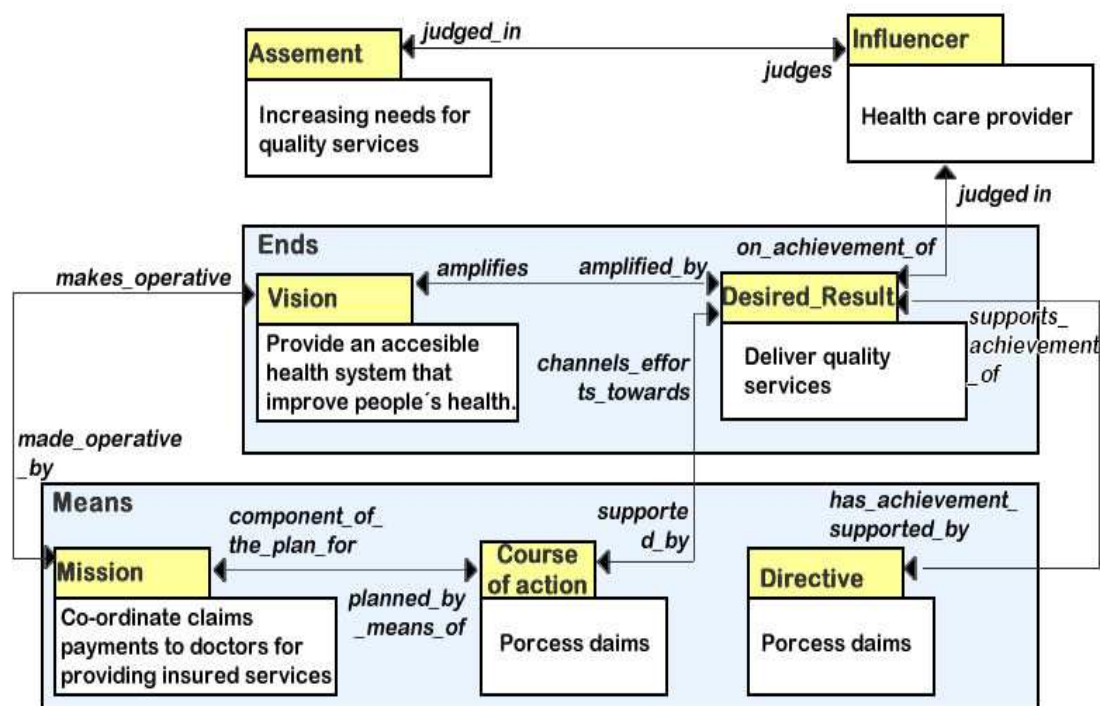 Assement
judged_in
judges
Influencer
Increasing needs for
quality services
Health care provider
judged in
Ends
on_achievement_of
makes_operative
Vision
amplifies
amplified_by
Desired_Result
Provide an accesible
health system that
improve people´s health.
channels_effor
ts_towards
Deliver quality
services
supports_
achievement
_of
made_operative
_by
Means
component_of_
the_plan_for
supporte
d_by
has_achievement_
supported_by
Mission
Course
of action
Directive
Co-ordinate claims
payments to doctors for
providing insured services
planned_by
_means_of
Porcess daims
Porcess daims